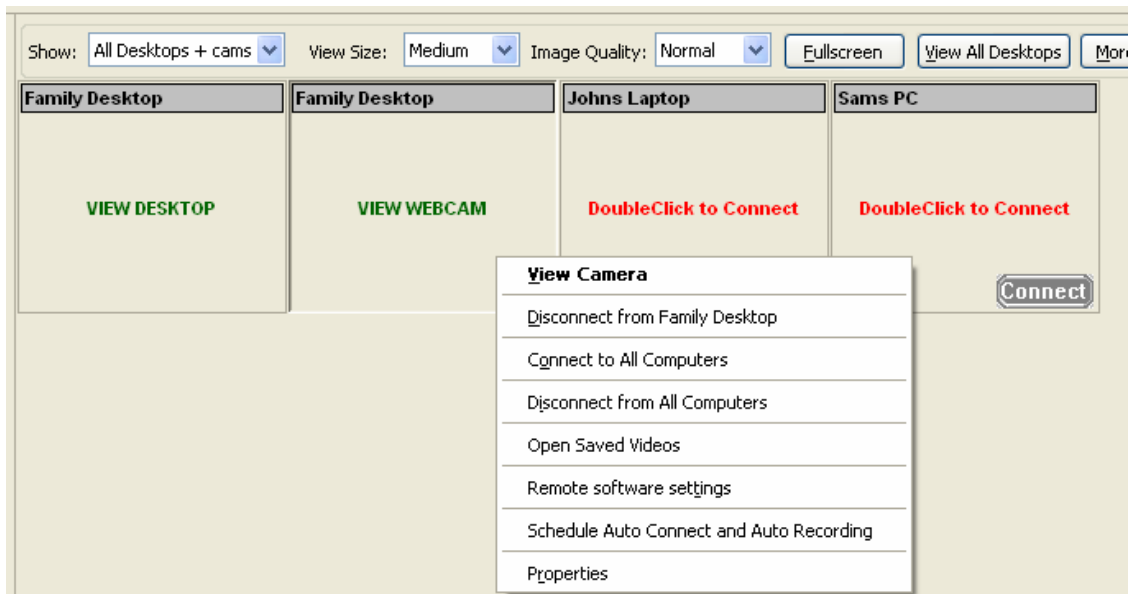 Show: All Desktops + cams View Size: Medium Image Quality: Normal Fullscreen View All Desktops More
Family Desktop Family Desktop Johns Laptop Sams PC
VIEW DESKTOP VIEW WEBCAM DoubleClick to Connect DoubleClick to Connect
View Camera
Connect
Disconnect from Family Desktop
Connect to All Computers
Disconnect from All Computers
Open Saved Videos
Remote software settings
Schedule Auto Connect and Auto Recording
Properties